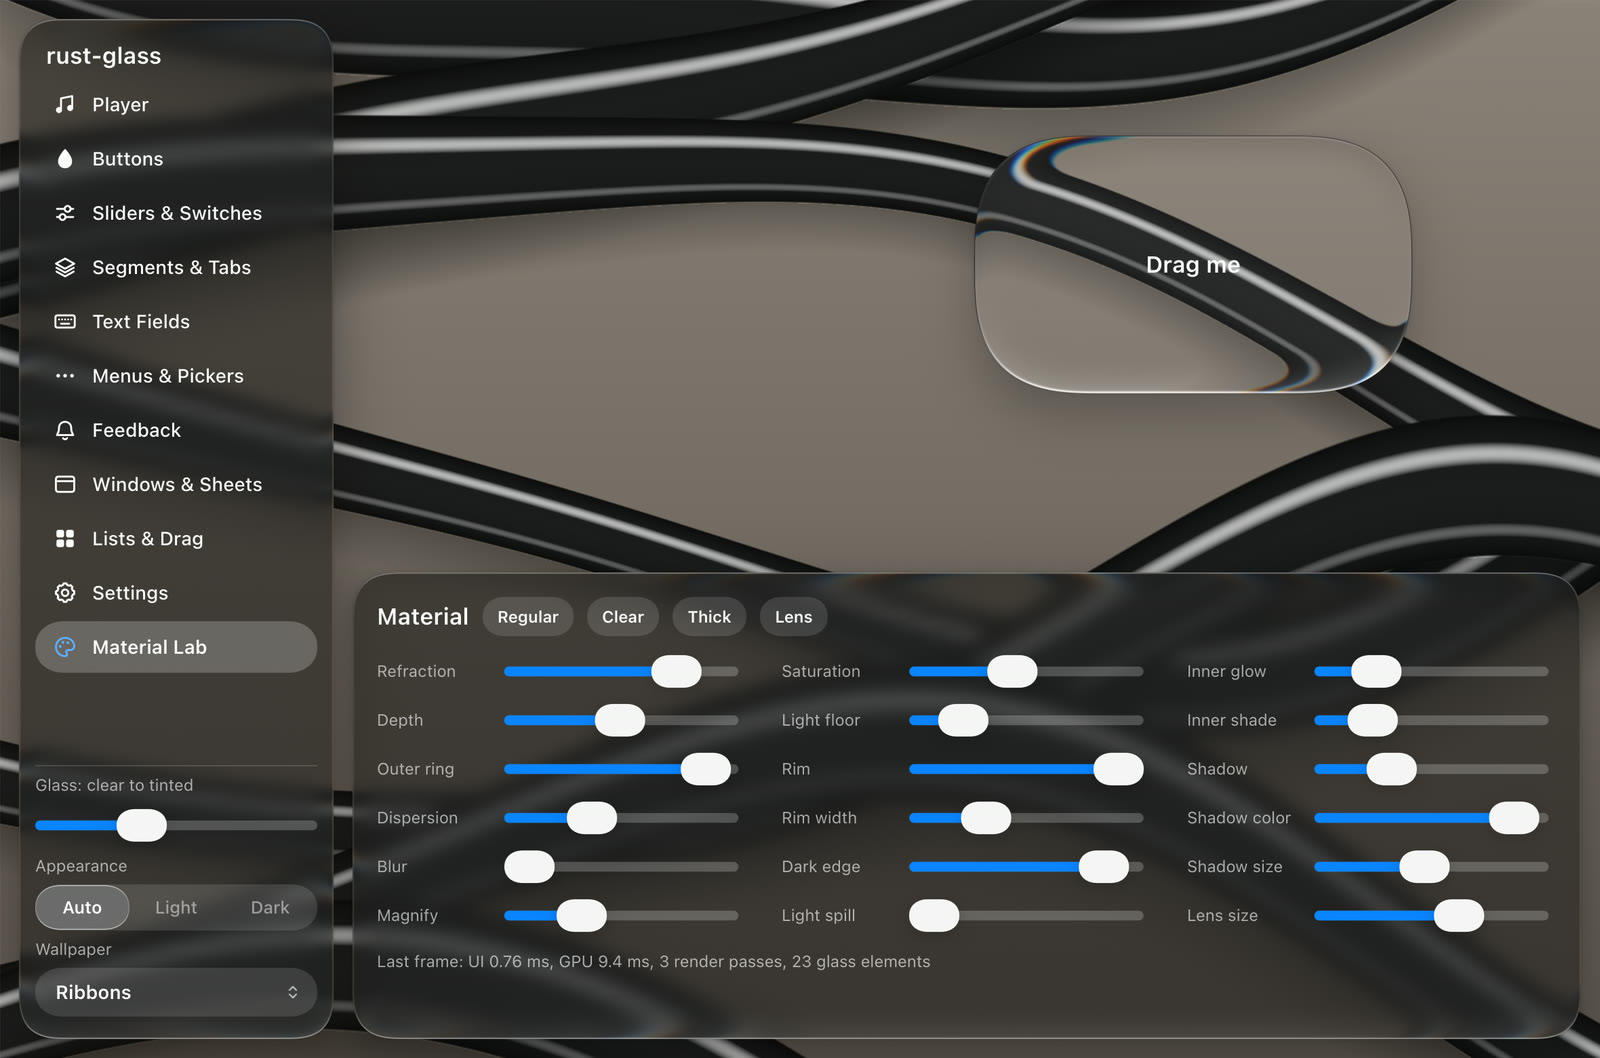 rust-glass
Player
Buttons
Sliders & Switches
Segments & Tabs
Text Fields
Menus & Pickers
Feedback
Windows & Sheets
Lists & Drag
Settings
Material Lab
Glass: clear to tinted
Appearance
Auto Light Dark
Wallpaper
Ribbons
Drag me
Material Regular Clear Thick Lens
Refraction Saturation Inner glow
Depth Light floor Inner shade
Outer ring Rim Shadow
Dispersion Rim width Shadow color
Blur Dark edge Shadow size
Magnify Light spill Lens size
Last frame: UI 0.76 ms, GPU 9.4 ms, 3 render passes, 23 glass elements